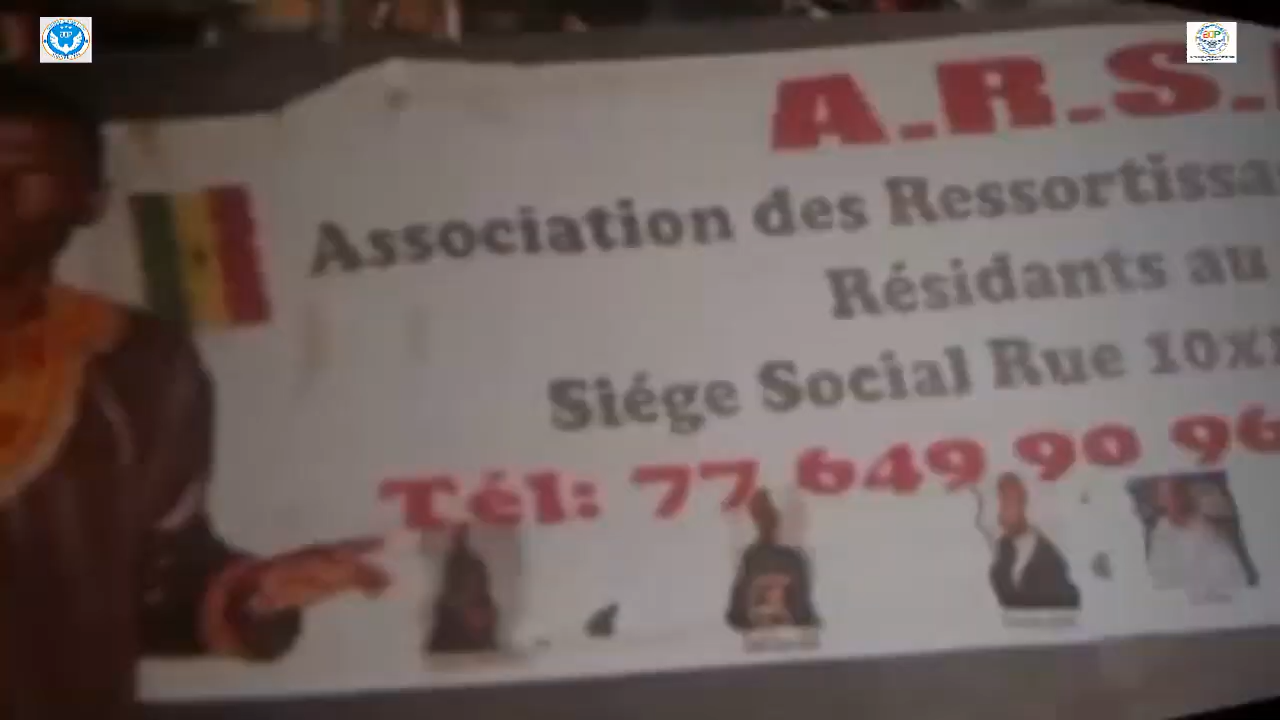 A.R.S.
Association des Ressortissa
Résidants au
Siége Social Rue 10x
Tél: 77 649 90 96